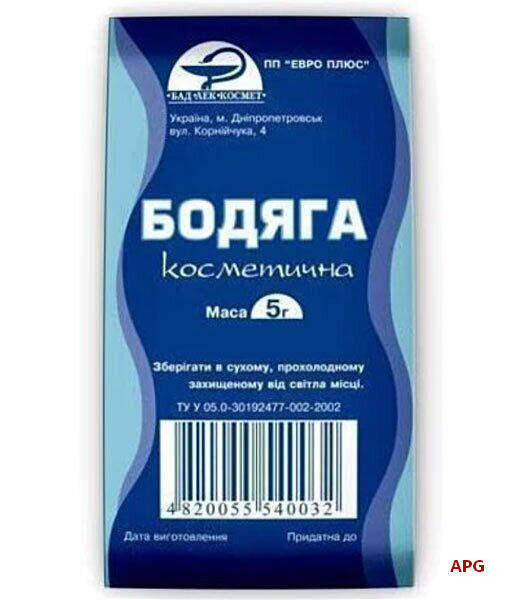 ПП "ЕВРО ПЛЮС"
•БАД•ЛЕК•КОСМЕТ•
Україна, м. Дніпропетровськ
вул. Корнійчука, 4
БОДЯГА
косметична
Маса 5г
Зберігати в сухому, прохолодному
захищеному від світла місці.
ТУ У 05.0-30192477-002-2002
4 820055 540032
Дата виготовлення Придатна до
APG